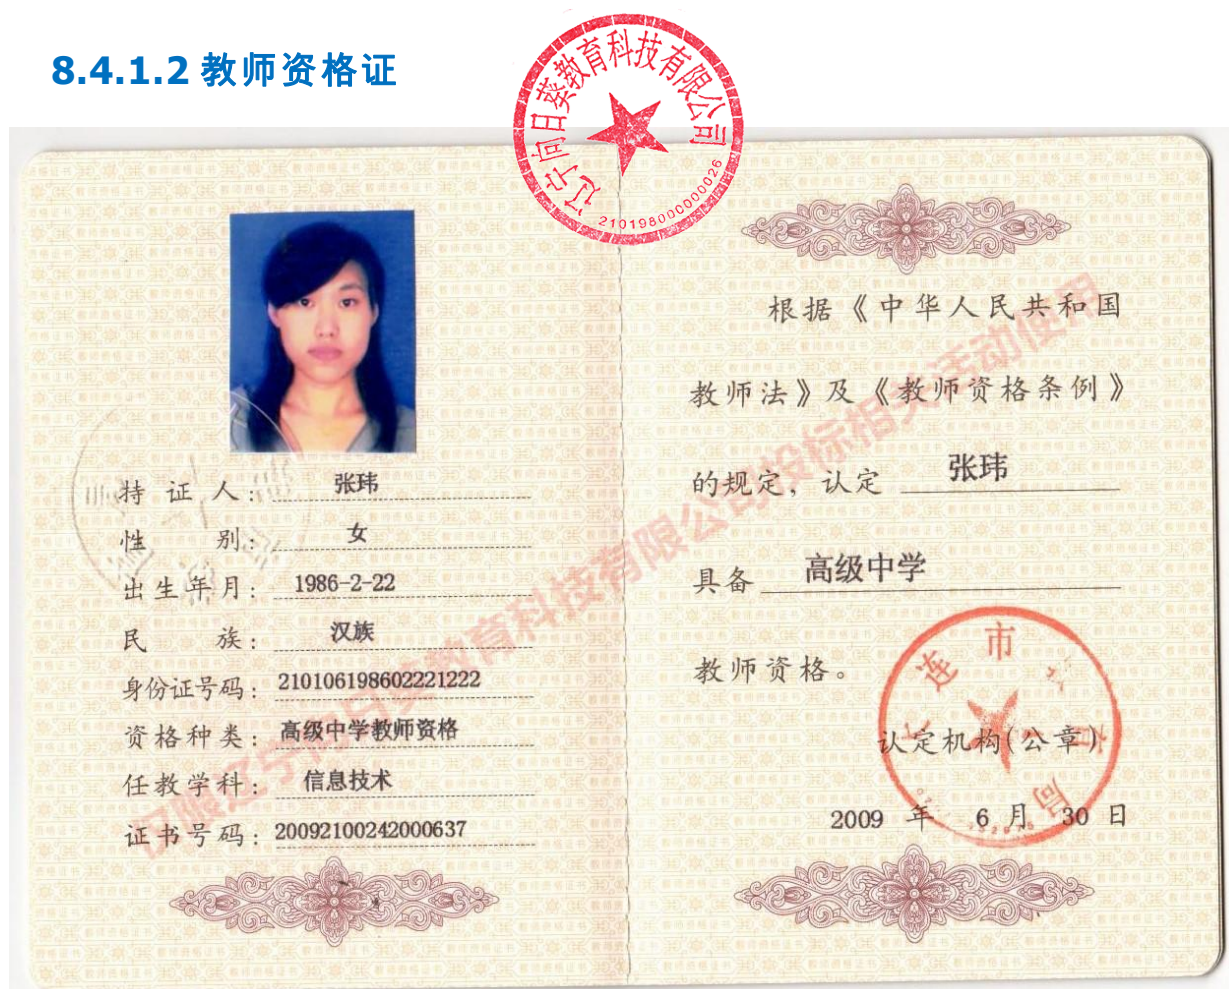 8.4.1.2 教师资格证
辽宁向日葵教育科技有限公司
2101980000000026
持证人： 张玮
性别： 女
出生年月： 1986-2-22
民族： 汉族
身份证号码： 210106198602221222
资格种类： 高级中学教师资格
任教学科： 信息技术
证书号码： 20092100242000637
根据《中华人民共和国
教师法》及《教师资格条例》
的规定，认定 张玮
具备 高级中学
教师资格。
认定机构(公章)
2009 年 6 月 30 日
仅限辽宁向日葵教育科技有限公司投标相关活动使用